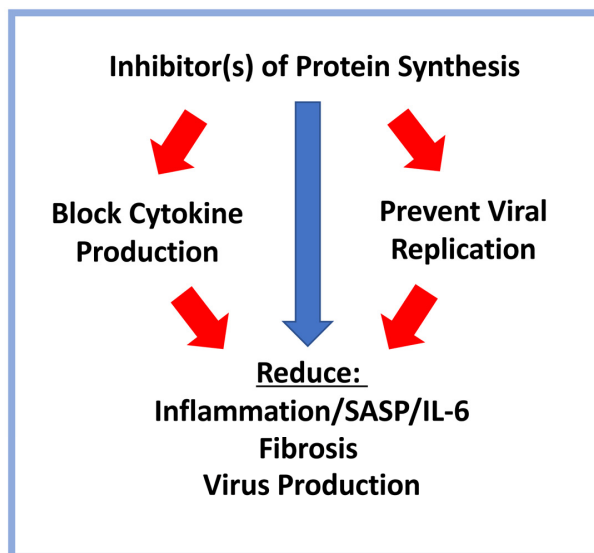 Inhibitor(s) of Protein Synthesis
Block Cytokine
Production
Prevent Viral
Replication
Reduce:
Inflammation/SASP/IL-6
Fibrosis
Virus Production